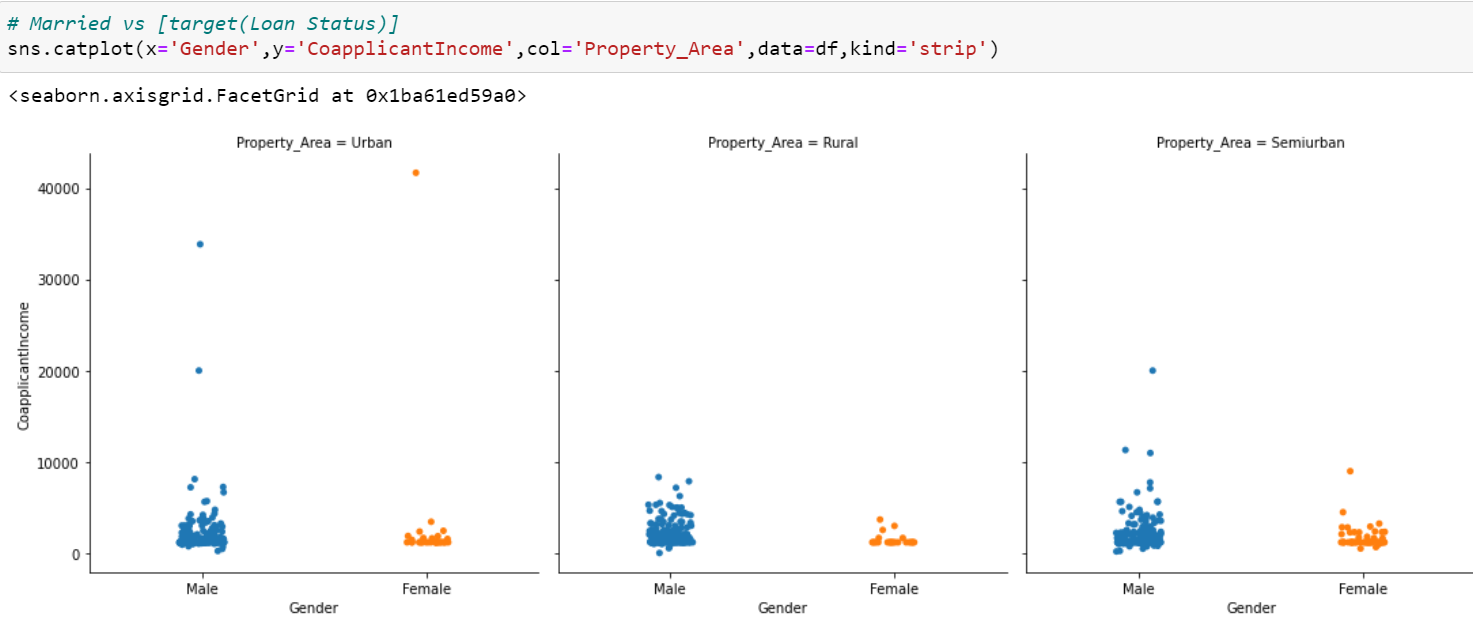 # Married vs [target(Loan Status)]
sns.catplot(x='Gender',y='CoapplicantIncome',col='Property_Area',data=df,kind='strip')
<seaborn.axisgrid.FacetGrid at 0x1ba61ed59a0>
Property_Area = Urban
Property_Area = Rural
Property_Area = Semiurban
40000
30000
20000
10000
0
CoapplicantIncome
Male
Female
Male
Female
Male
Female
Gender
Gender
Gender